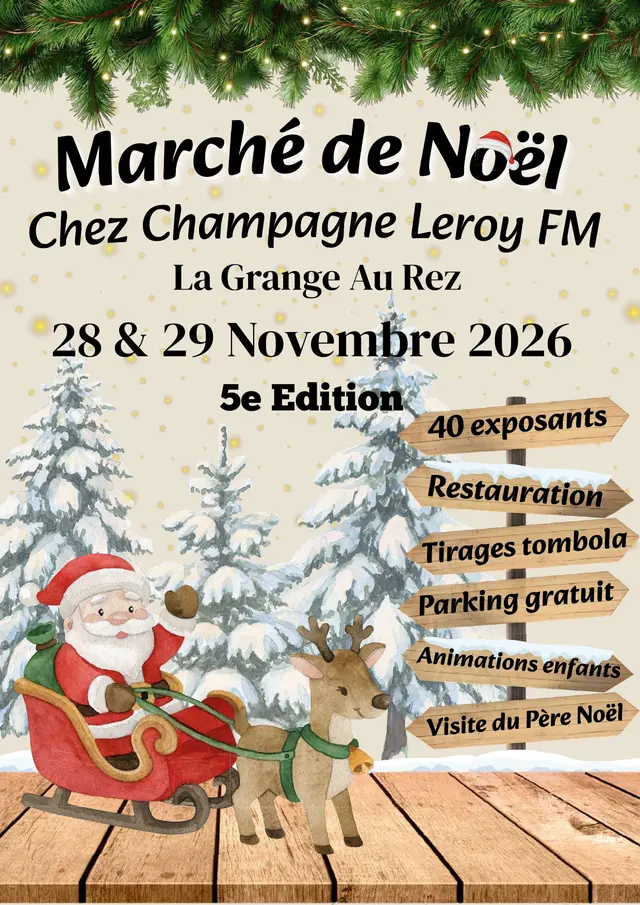 Marché de Noël
Chez Champagne Leroy FM
La Grange Au Rez
28 & 29 Novembre 2026
5e Edition
40 exposants
Restauration
Tirages tombola
Parking gratuit
Animations enfants
Visite du Père Noël